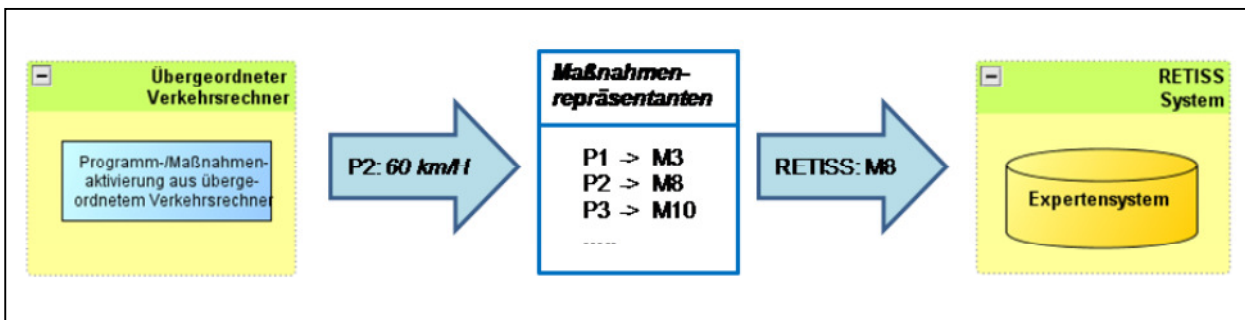 Übergeordneter
Verkehrsrechner
Programm-/Maßnahmen-
aktivierung aus überge-
ordnetem Verkehrsrechner
P2: 60 km/h
Maßnahmen-
repräsentanten
P1 -> M3
P2 -> M8
P3 -> M10
.....
RETISS: M8
RETISS
System
Expertensystem